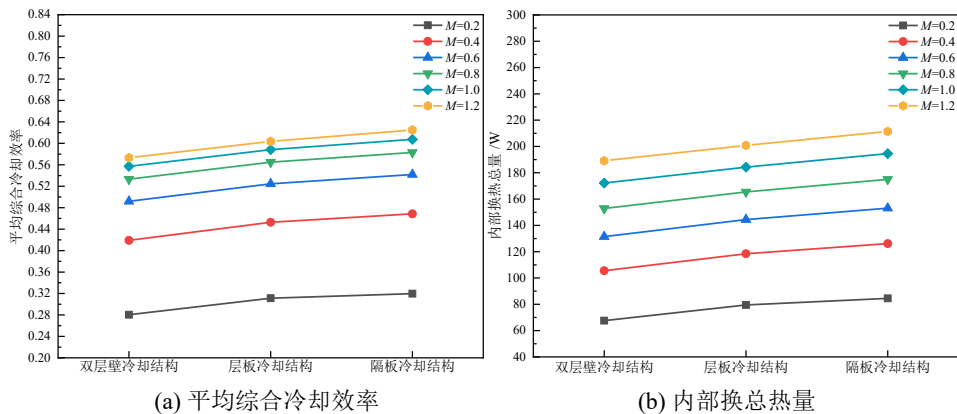 平均综合冷却效率
0.84
0.80
0.76
0.72
0.68
0.64
0.60
0.56
0.52
0.48
0.44
0.40
0.36
0.32
0.28
0.24
0.20
M=0.2
M=0.4
M=0.6
M=0.8
M=1.0
M=1.2
双层壁冷却结构 层板冷却结构 隔板冷却结构
(a) 平均综合冷却效率
内部换热总量 /W
300
280
260
240
220
200
180
160
140
120
100
80
60
40
M=0.2
M=0.4
M=0.6
M=0.8
M=1.0
M=1.2
双层壁冷却结构 层板冷却结构 隔板冷却结构
(b) 内部换总热量